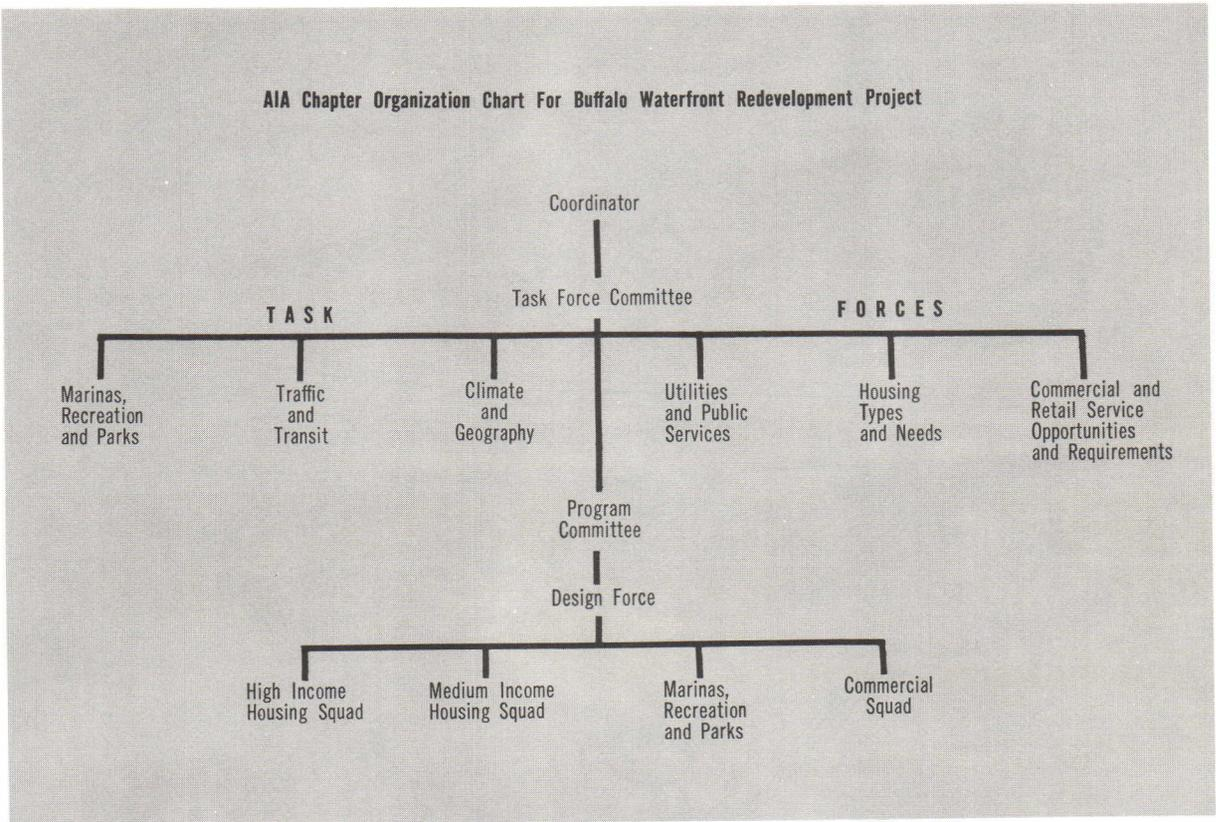 AIA Chapter Organization Chart For Buffalo Waterfront Redevelopment Project
Coordinator
Task Force Committee
TASK FORCES
Marinas,
Recreation
and Parks
Traffic
and
Transit
Climate
and
Geography
Utilities
and Public
Services
Housing
Types
and Needs
Commercial and
Retail Service
Opportunities
and Requirements
Program
Committee
Design Force
High Income
Housing Squad
Medium Income
Housing Squad
Marinas,
Recreation
and Parks
Commercial
Squad